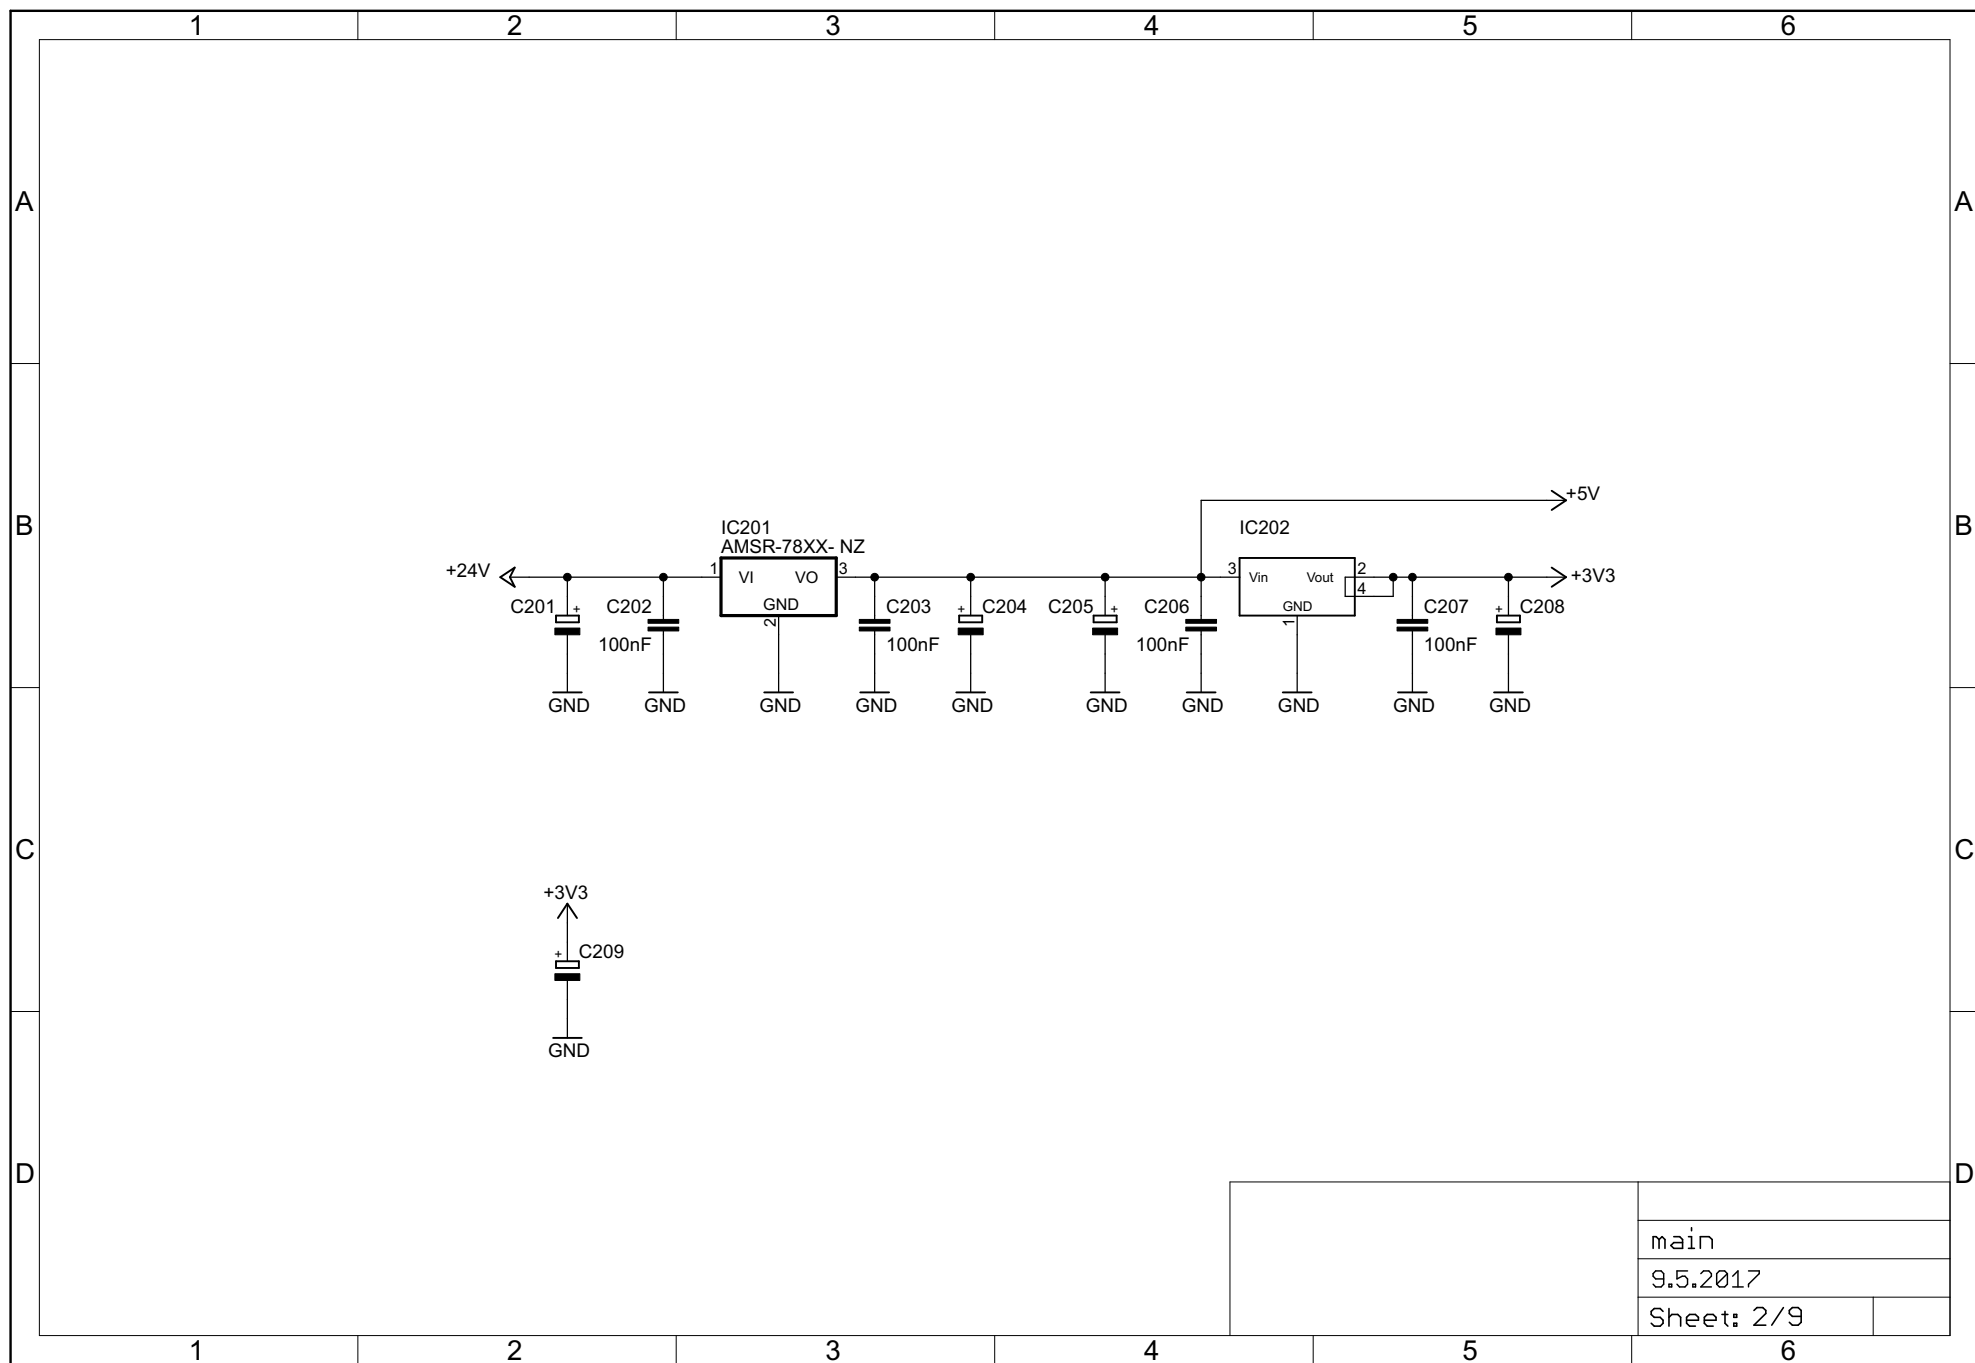 1 2 3 4 5 6
A A
+5V
B IC201 IC202 B
AMSR-78XX- NZ
+24V 1 VI VO 3 3 Vin Vout 2 +3V3
4
C201 + C202 GND C203 + C204 C205 + C206 GND C207 + C208
2 1
100nF 100nF 100nF 100nF
GND GND GND GND GND GND GND GND GND GND
C C
+3V3
+ C209
GND
D D
main
9.5.2017
Sheet: 2/9
1 2 3 4 5 6